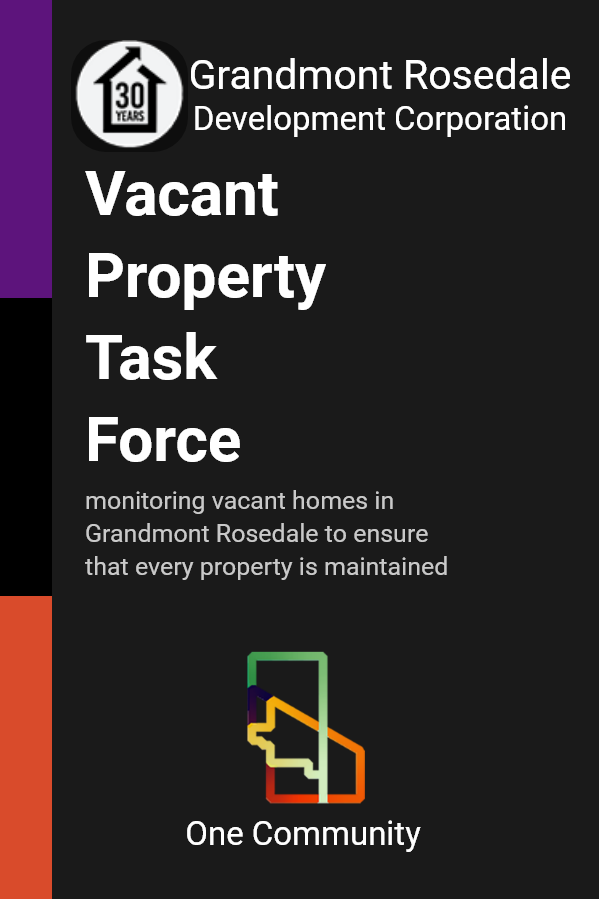 30
YEARS
Grandmont Rosedale
Development Corporation
Vacant
Property
Task
Force
monitoring vacant homes in
Grandmont Rosedale to ensure
that every property is maintained
One Community